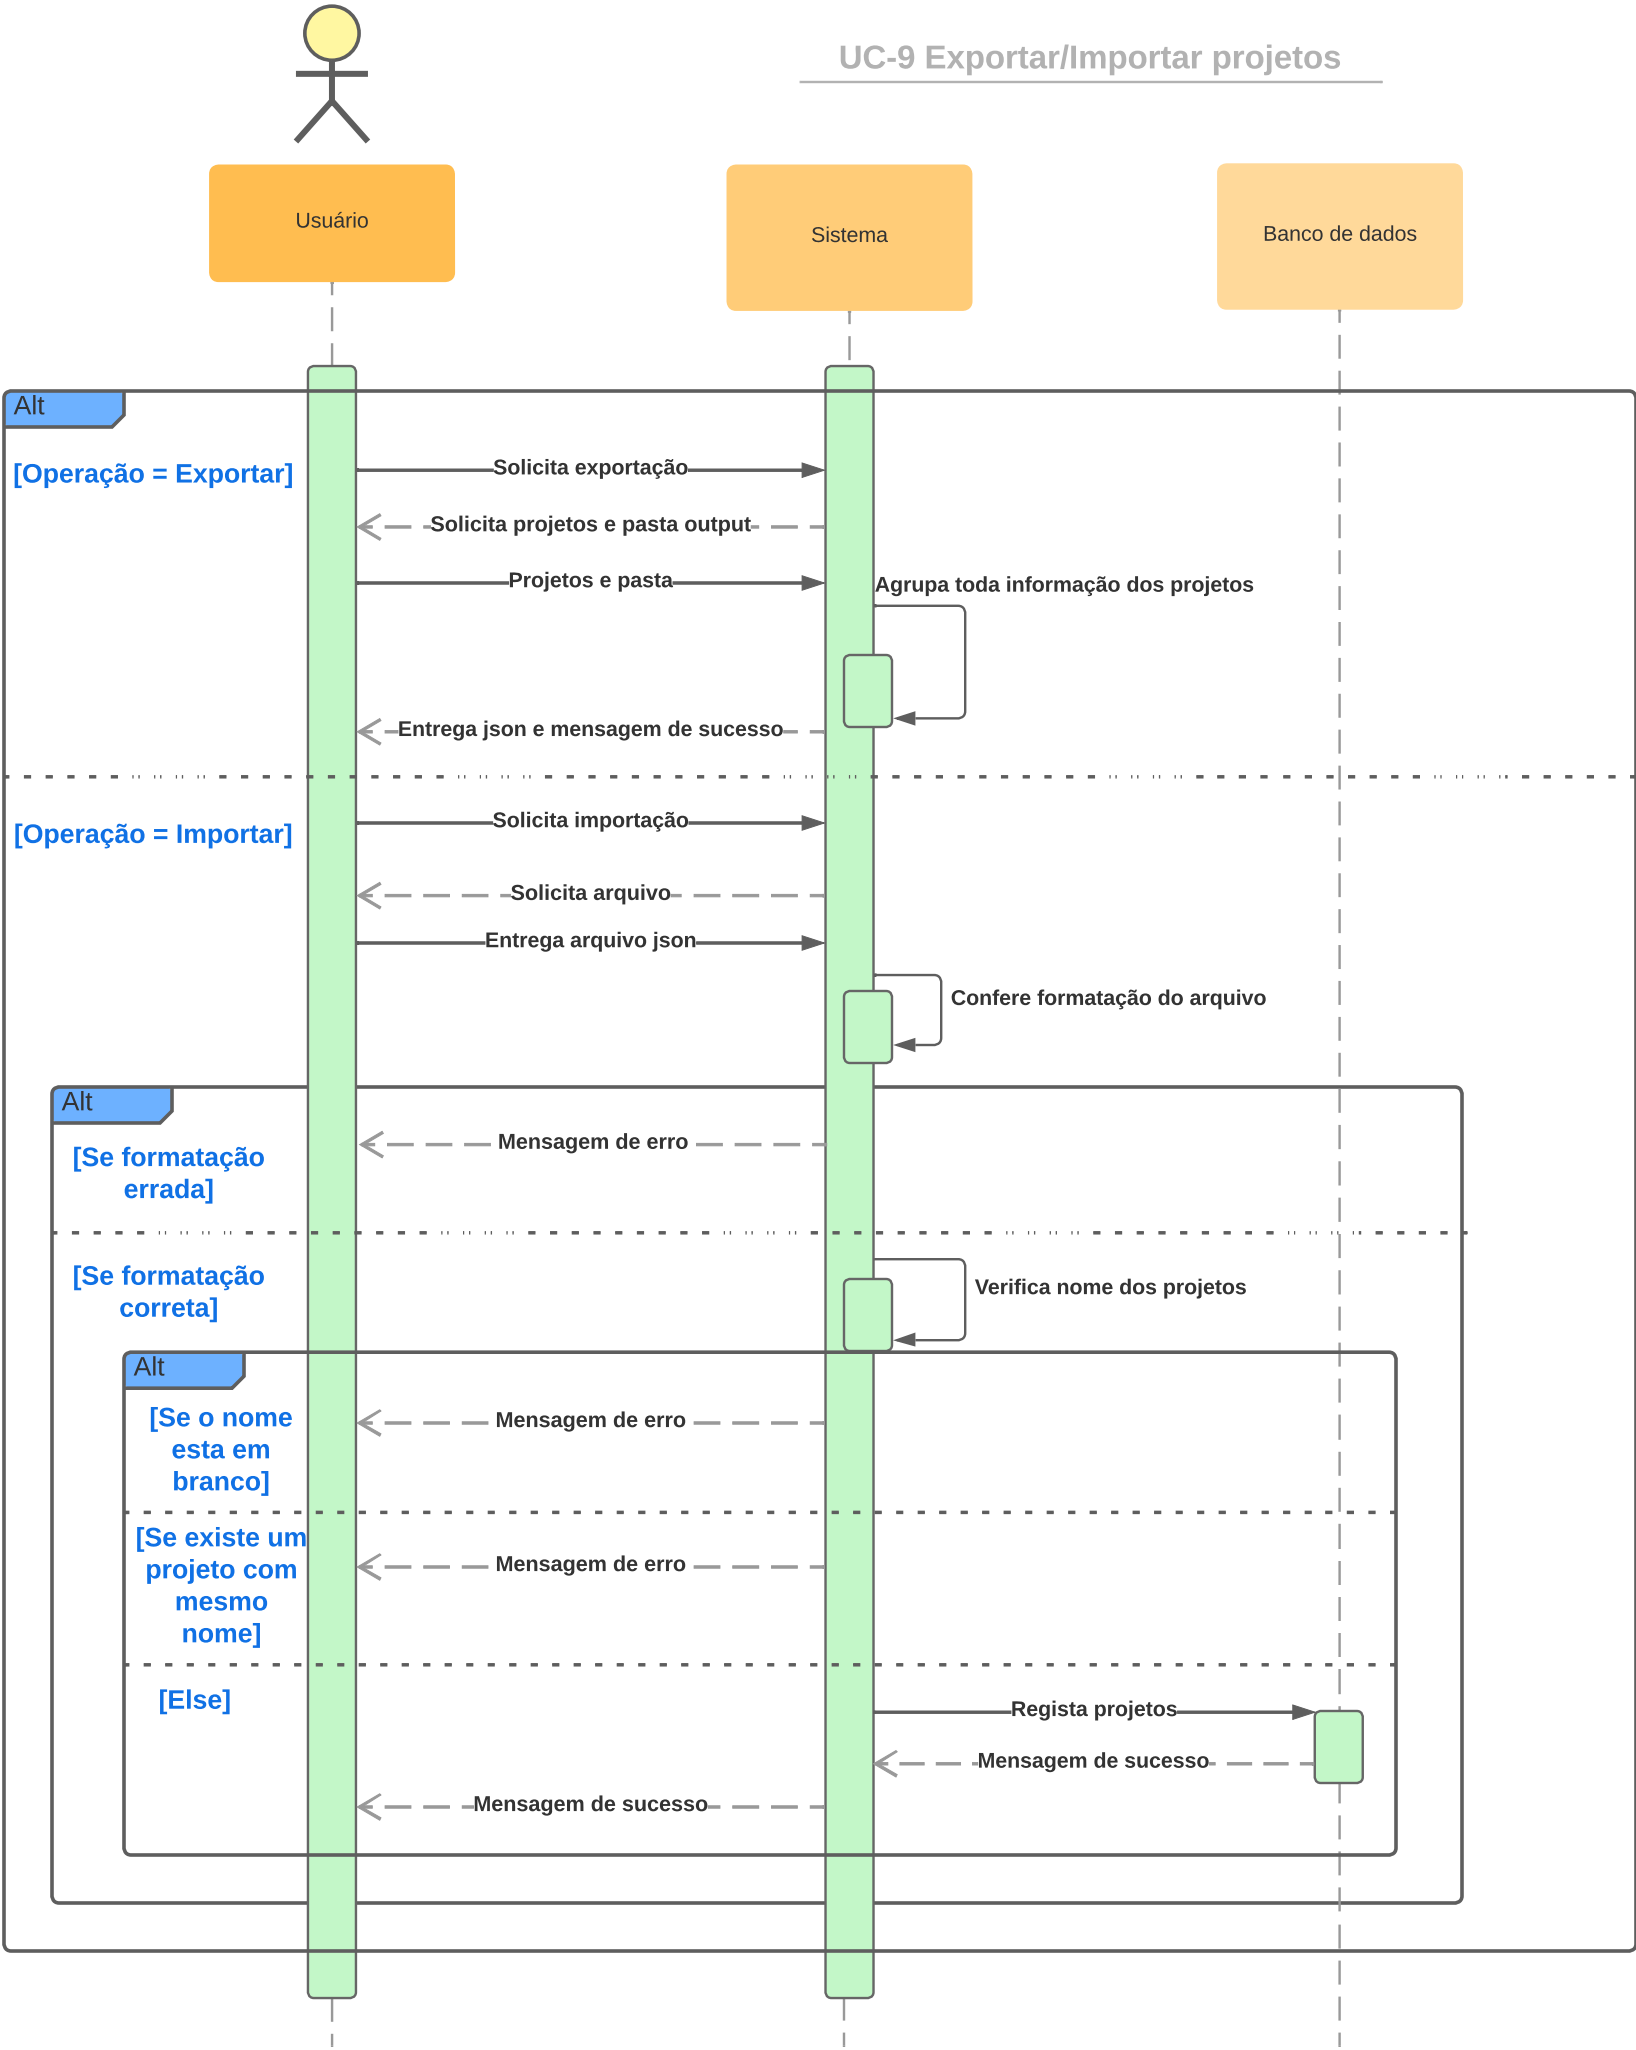 UC-9 Exportar/Importar projetos
Usuário
Sistema
Banco de dados
Alt
[Operação = Exportar]
Solicita exportação
Solicita projetos e pasta output
Projetos e pasta
Agrupa toda informação dos projetos
Entrega json e mensagem de sucesso
[Operação = Importar]
Solicita importação
Solicita arquivo
Entrega arquivo json
Confere formatação do arquivo
Alt
[Se formatação
errada]
Mensagem de erro
[Se formatação
correta]
Verifica nome dos projetos
Alt
[Se o nome
esta em
branco]
Mensagem de erro
[Se existe um
projeto com
mesmo
nome]
Mensagem de erro
[Else]
Regista projetos
Mensagem de sucesso
Mensagem de sucesso